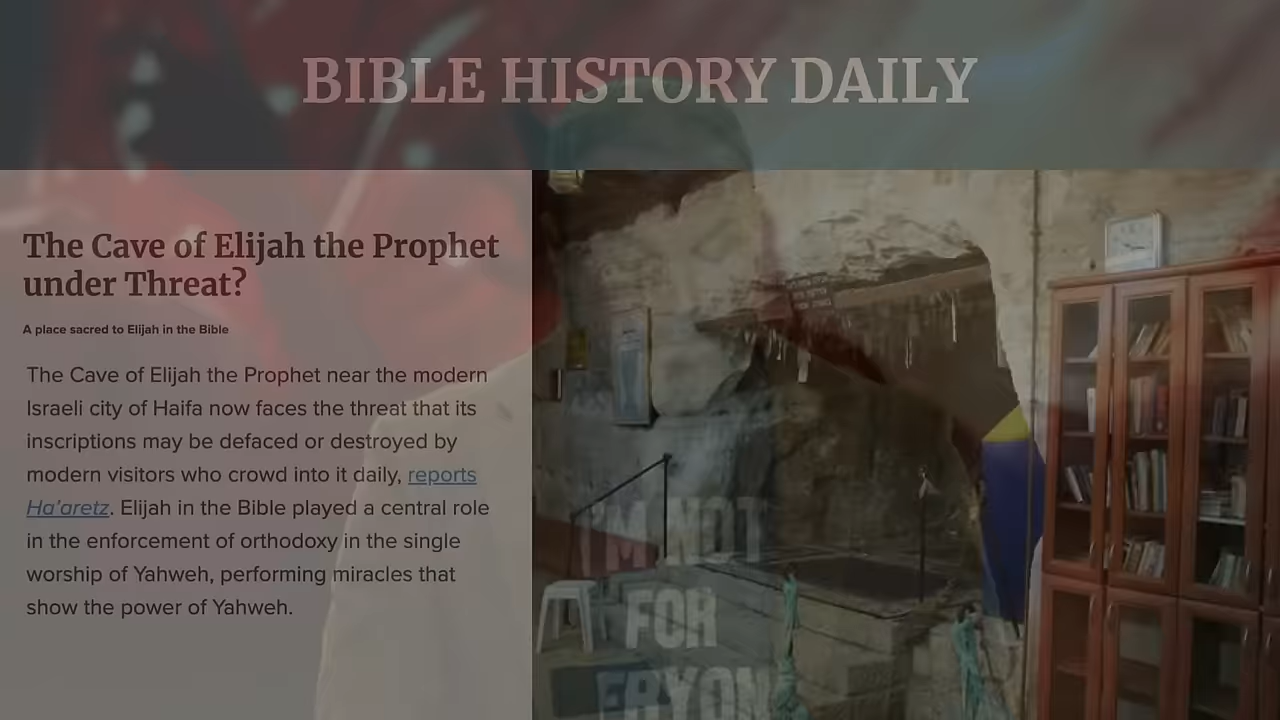 BIBLE HISTORY DAILY
The Cave of Elijah the Prophet
under Threat?
A place sacred to Elijah in the Bible
The Cave of Elijah the Prophet near the modern
Israeli city of Haifa now faces the threat that its
inscriptions may be defaced or destroyed by
modern visitors who crowd into it daily, reports
Ha’aretz. Elijah in the Bible played a central role
in the enforcement of orthodoxy in the single
worship of Yahweh, performing miracles that
show the power of Yahweh.
I'M NOT
FOR